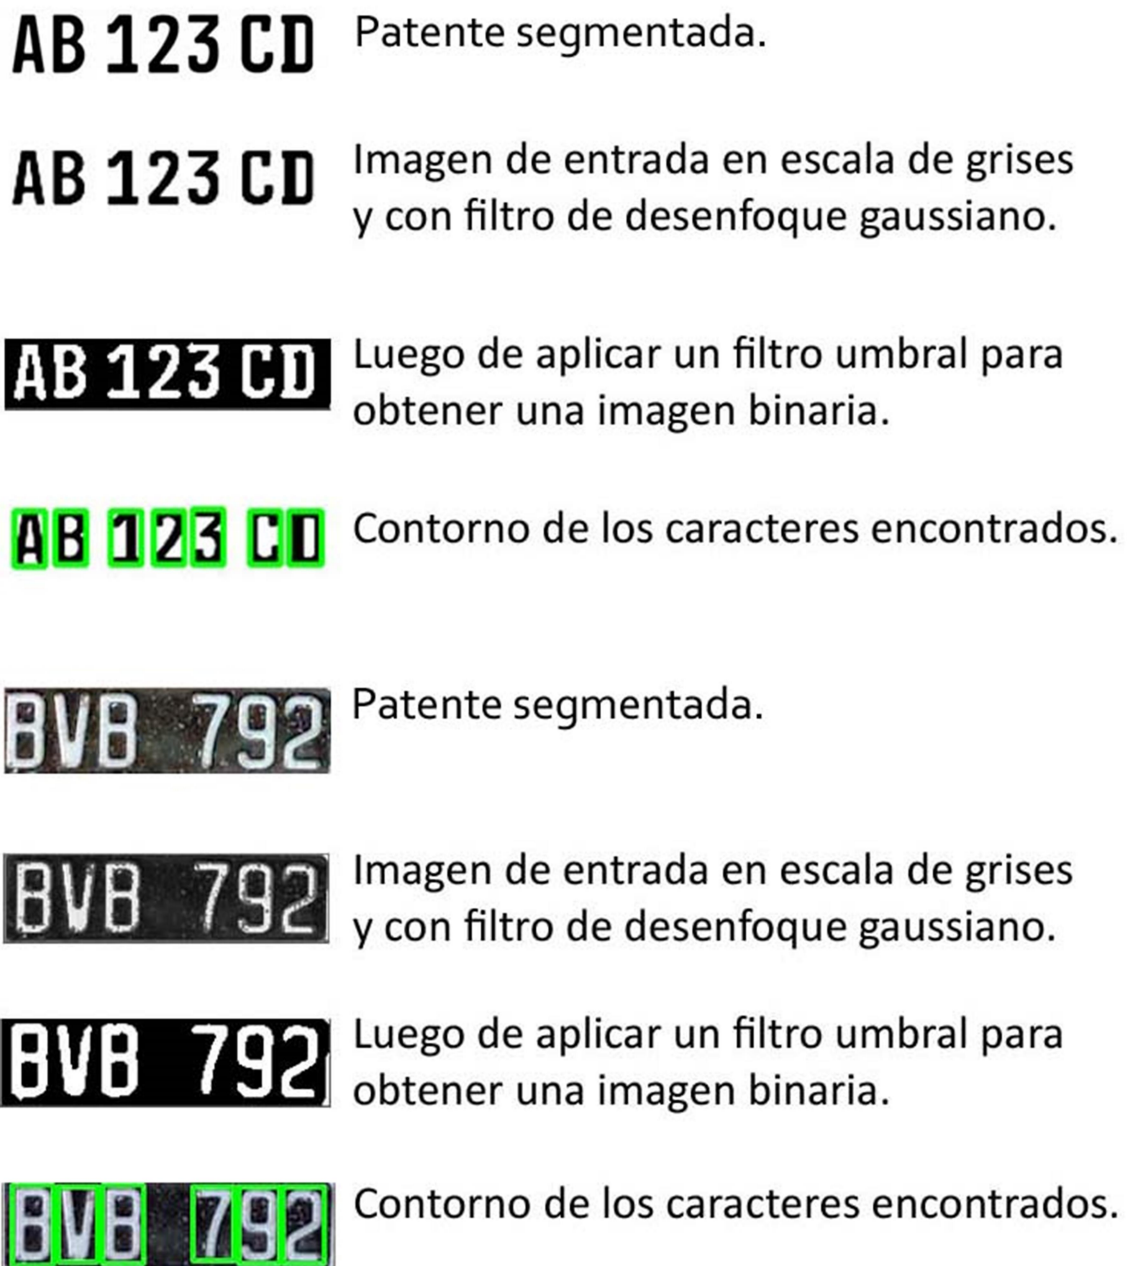 AB 123 CD Patente segmentada.
AB 123 CD Imagen de entrada en escala de grises
y con filtro de desenfoque gaussiano.
AB 123 CD Luego de aplicar un filtro umbral para
obtener una imagen binaria.
AB 123 CD Contorno de los caracteres encontrados.
BVB 792 Patente segmentada.
BVB 792 Imagen de entrada en escala de grises
y con filtro de desenfoque gaussiano.
BVB 792 Luego de aplicar un filtro umbral para
obtener una imagen binaria.
BVB 792 Contorno de los caracteres encontrados.